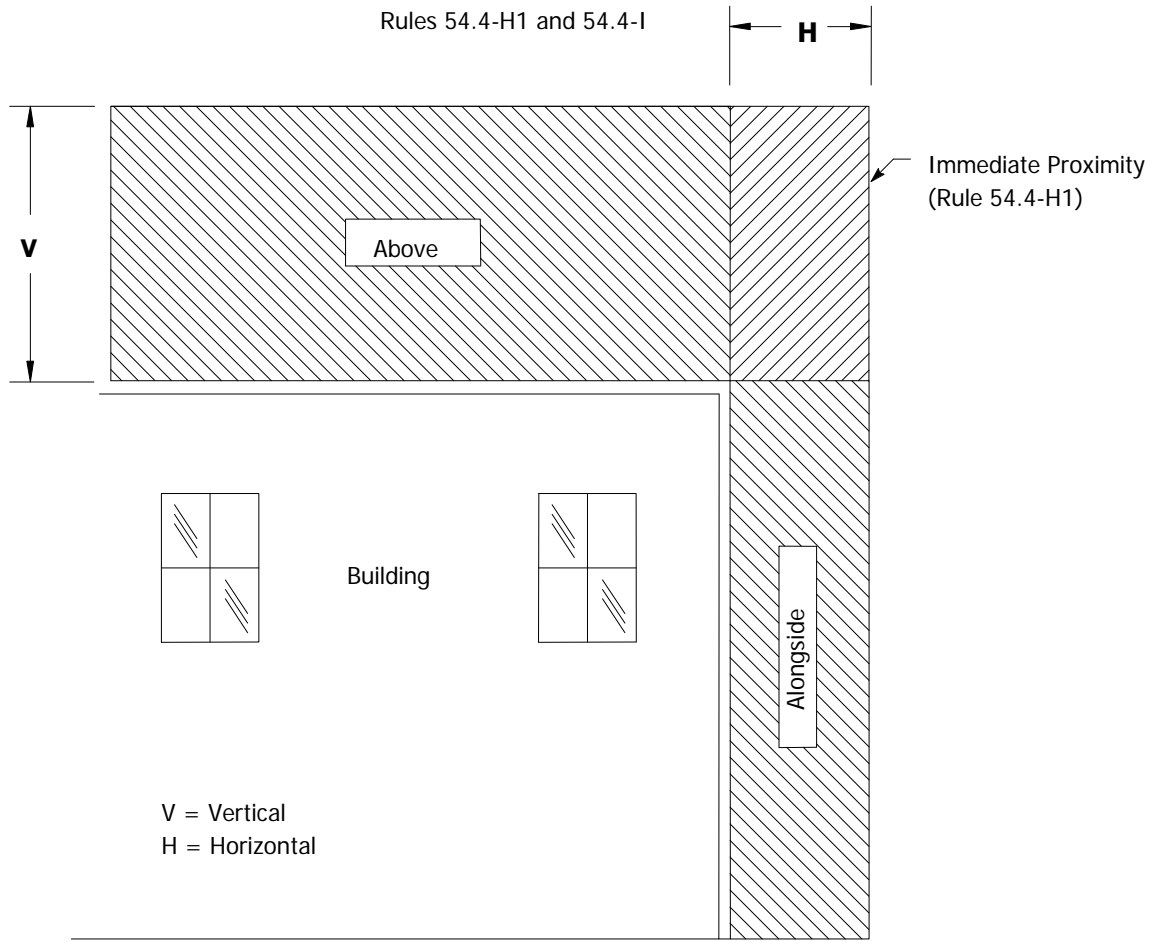 Rules 54.4-H1 and 54.4-I
H
Immediate Proximity
(Rule 54.4-H1)
V
Above
Building
Alongside
V = Vertical
H = Horizontal